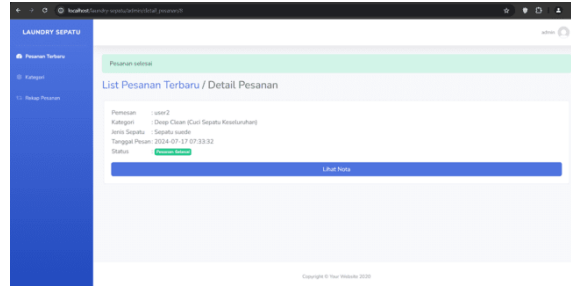 localhost/laundry-sepatu/admin/detail_pesanan/8
LAUNDRY SEPATU
admin
Pesanan Terbaru
Kategori
Rekap Pesanan
Pesanan selesai
List Pesanan Terbaru / Detail Pesanan
Pemesan : user2
Kategori : Deep Clean (Cuci Sepatu Keseluruhan)
Jenis Sepatu : Sepatu suede
Tanggal Pesan : 2024-07-17 07:33:32
Status : Pesanan Selesai
Lihat Nota
Copyright © Your Website 2020